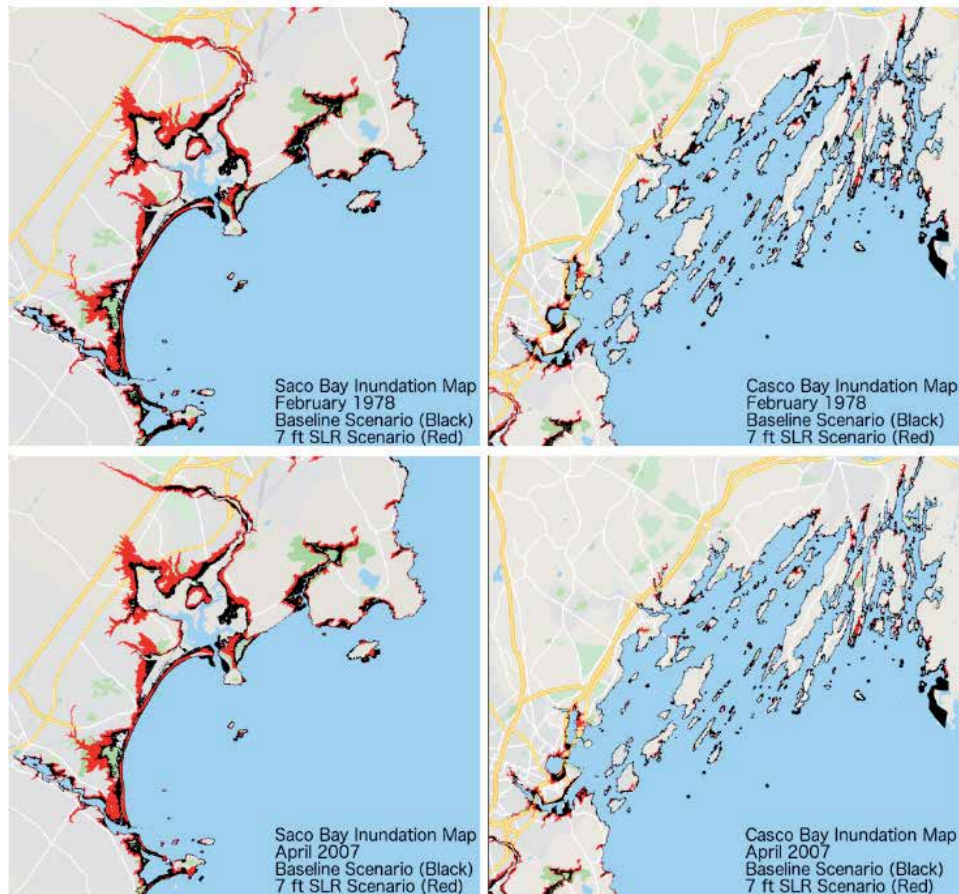 Saco Bay Inundation Map
February 1978
Baseline Scenario (Black)
7 ft SLR Scenario (Red)
Casco Bay Inundation Map
February 1978
Baseline Scenario (Black)
7 ft SLR Scenario (Red)
Saco Bay Inundation Map
April 2007
Baseline Scenario (Black)
7 ft SLR Scenario (Red)
Casco Bay Inundation Map
April 2007
Baseline Scenario (Black)
7 ft SLR Scenario (Red)